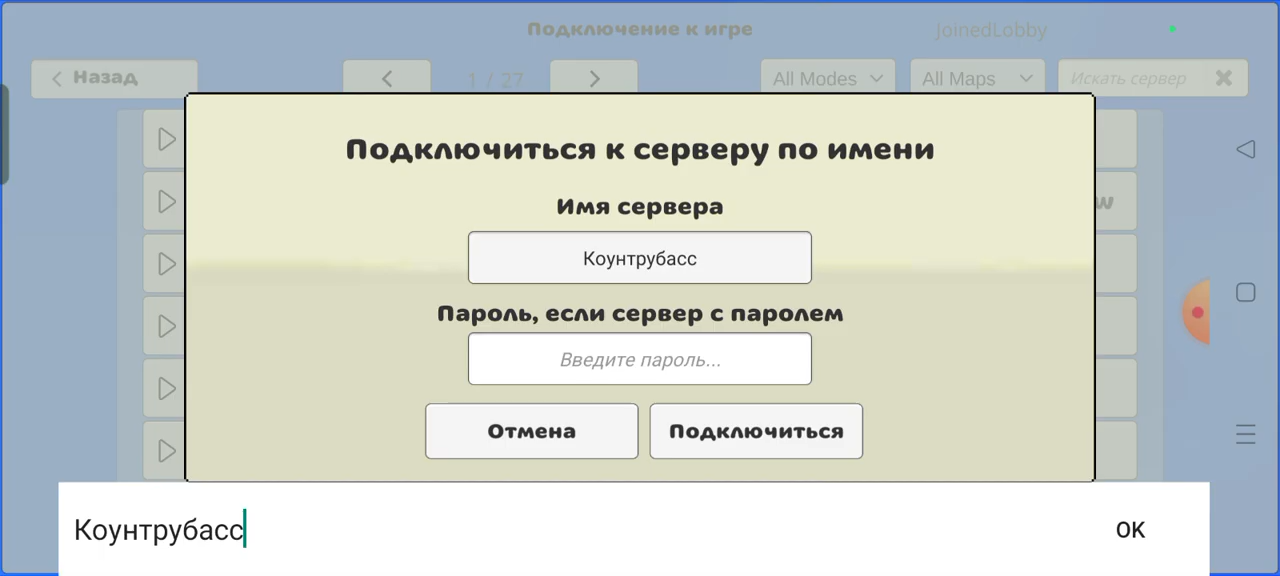 Подключение к игре
JoinedLobby
Назад
1 / 27
All Modes
All Maps
Искать сервер
Подключиться к серверу по имени
Имя сервера
Коунтрубасс
Пароль, если сервер с паролем
Введите пароль...
Отмена
Подключиться
Коунтрубасс
OK